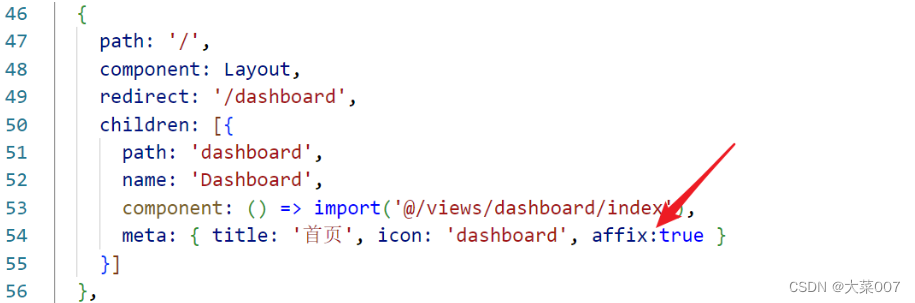 46 {
47 path: '/',
48 component: Layout,
49 redirect: '/dashboard',
50 children: [{
51 path: 'dashboard',
52 name: 'Dashboard',
53 component: () => import('@/views/dashboard/index'),
54 meta: { title: '首页', icon: 'dashboard', affix:true }
55 }]
56 },
CSDN @大菜007